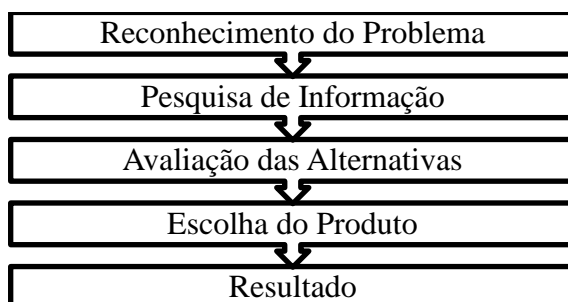 Reconhecimento do Problema
Pesquisa de Informação
Avaliação das Alternativas
Escolha do Produto
Resultado